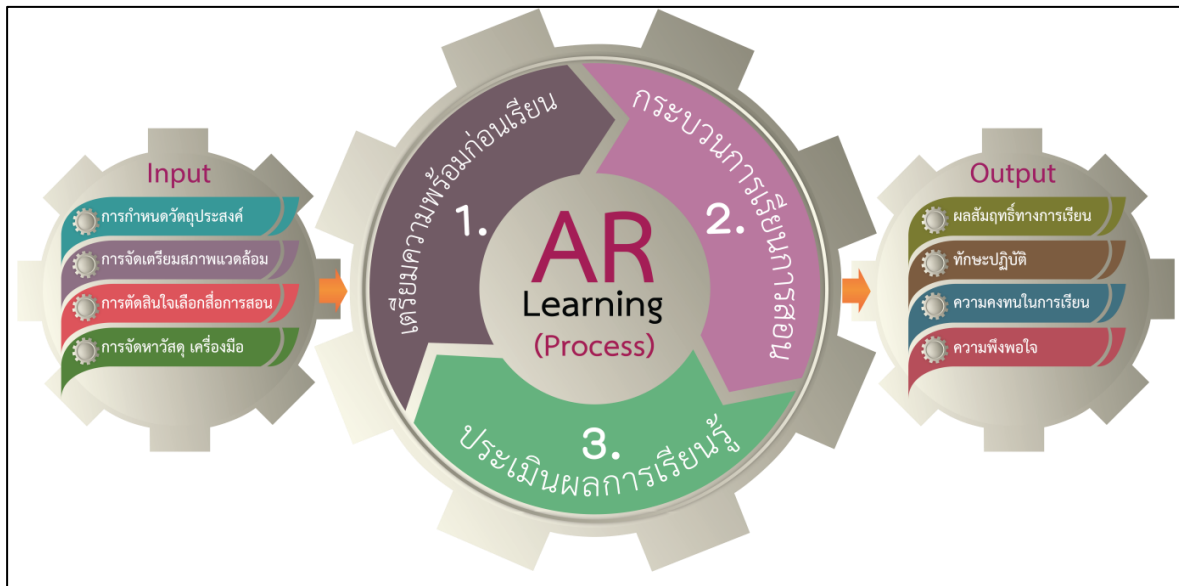 Input
การกำหนดวัตถุประสงค์
การจัดเตรียมสภาพแวดล้อม
การตัดสินใจเลือกสื่อการสอน
การจัดหาวัสดุ เครื่องมือ
1.
เตรียมความพร้อมก่อนเรียน
2.
กระบวนการเรียนการสอน
3.
ประเมินผลการเรียนรู้
AR
Learning
(Process)
Output
ผลสัมฤทธิ์ทางการเรียน
ทักษะปฏิบัติ
ความคงทนในการเรียน
ความพึงพอใจ